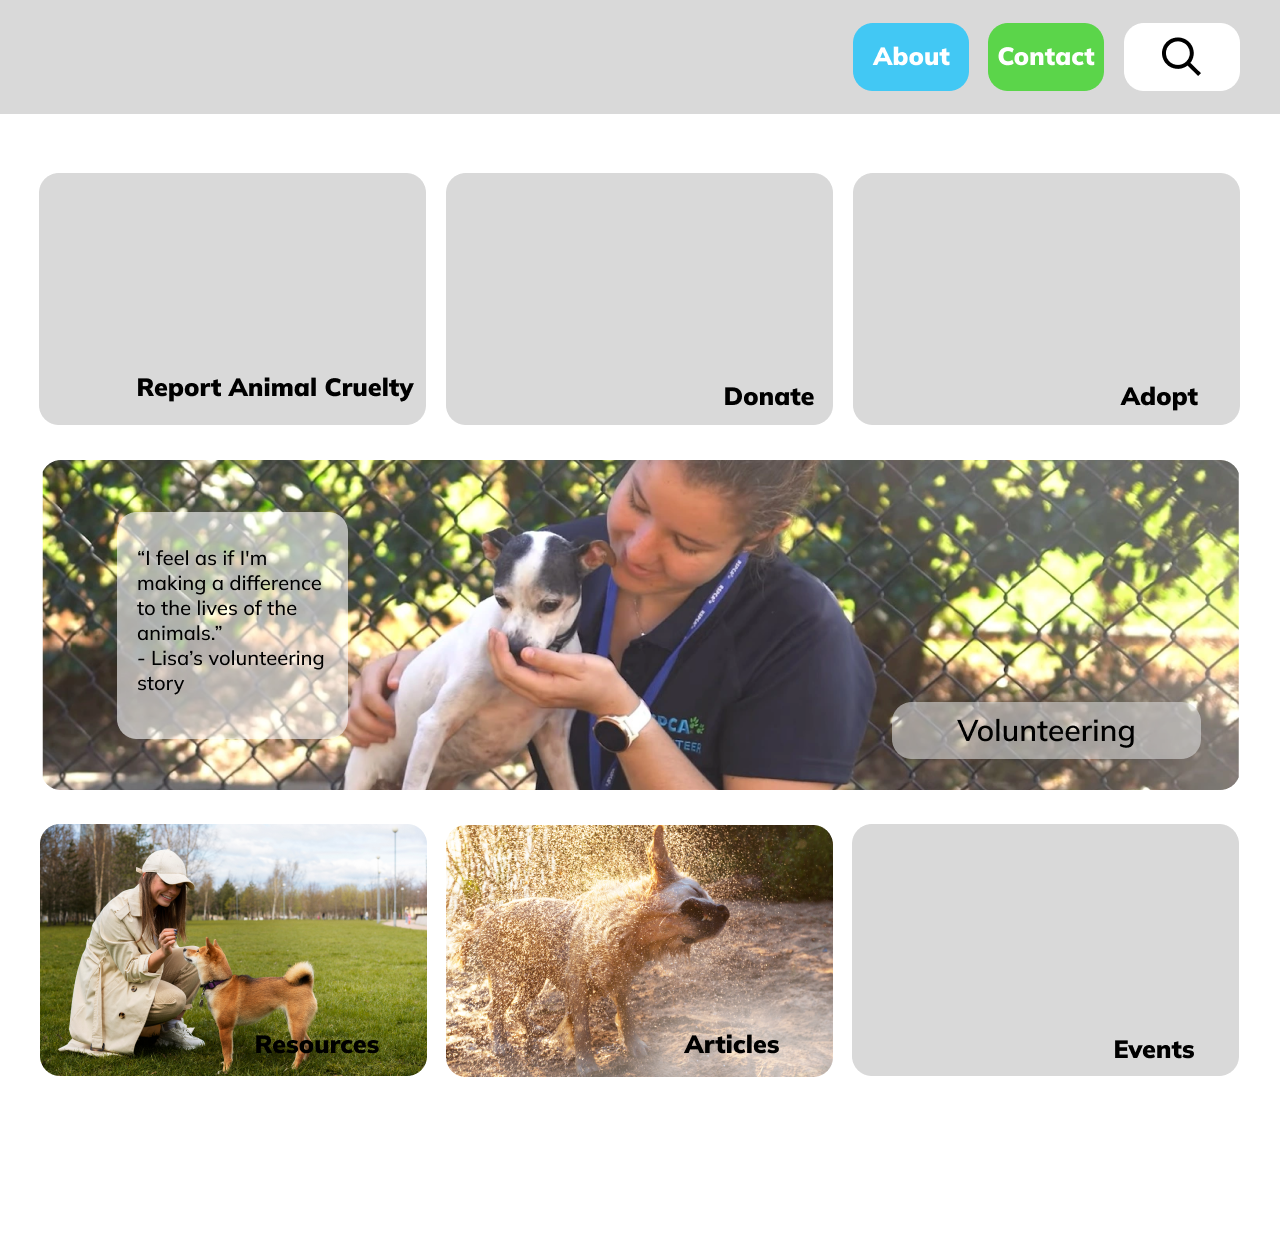 About
Contact
Report Animal Cruelty
Donate
Adopt
“I feel as if I'm
making a difference
to the lives of the
animals.”
- Lisa’s volunteering
story
Volunteering
Resources
Articles
Events